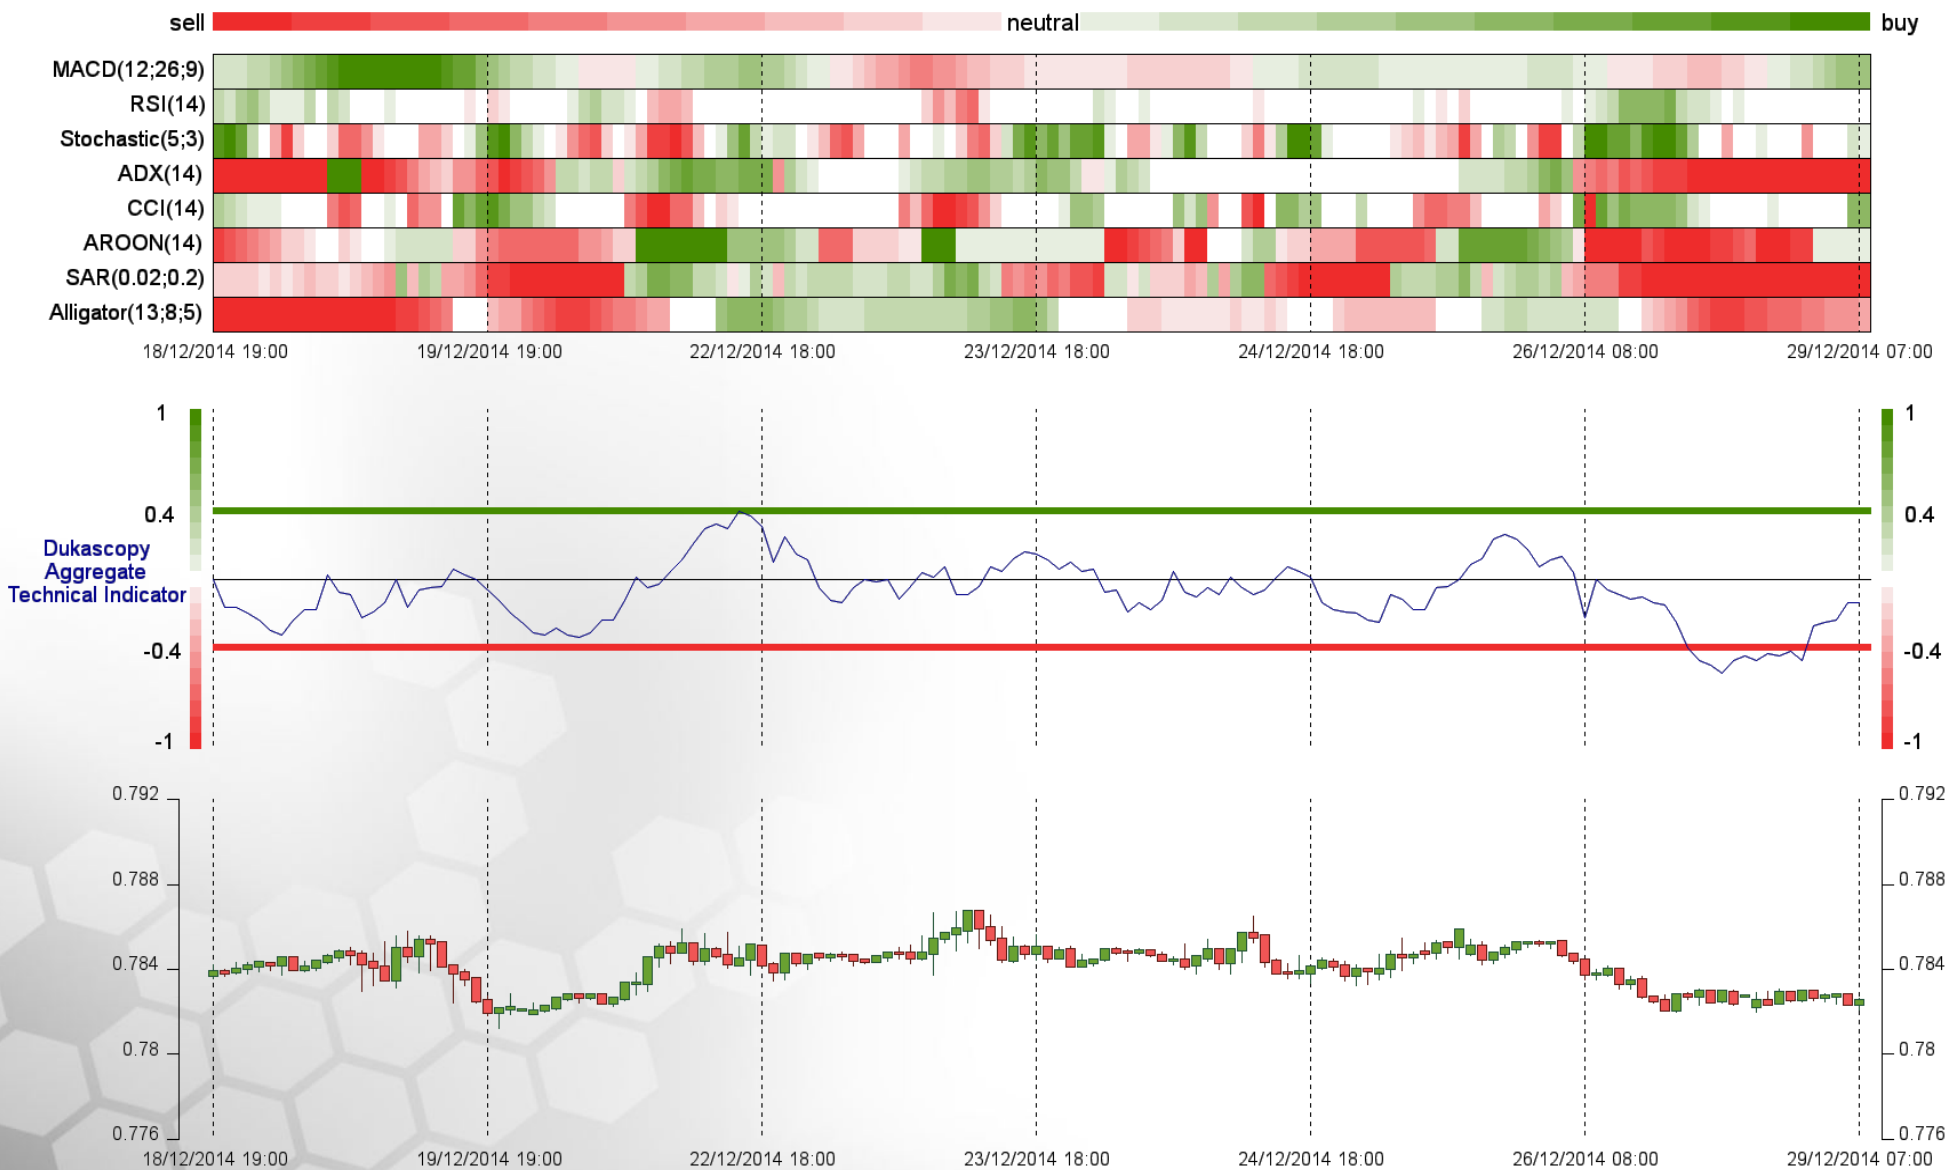 sell neutral buy
MACD(12;26;9)
RSI(14)
Stochastic(5;3)
ADX(14)
CCI(14)
AROON(14)
SAR(0.02;0.2)
Alligator(13;8;5)
18/12/2014 19:00 19/12/2014 19:00 22/12/2014 18:00 23/12/2014 18:00 24/12/2014 18:00 26/12/2014 08:00 29/12/2014 07:00
1 1
0.4 0.4
Dukascopy
Aggregate
Technical Indicator
-0.4 -0.4
-1 -1
0.792 0.792
0.788 0.788
0.784 0.784
0.78 0.78
0.776 0.776
18/12/2014 19:00 19/12/2014 19:00 22/12/2014 18:00 23/12/2014 18:00 24/12/2014 18:00 26/12/2014 08:00 29/12/2014 07:00